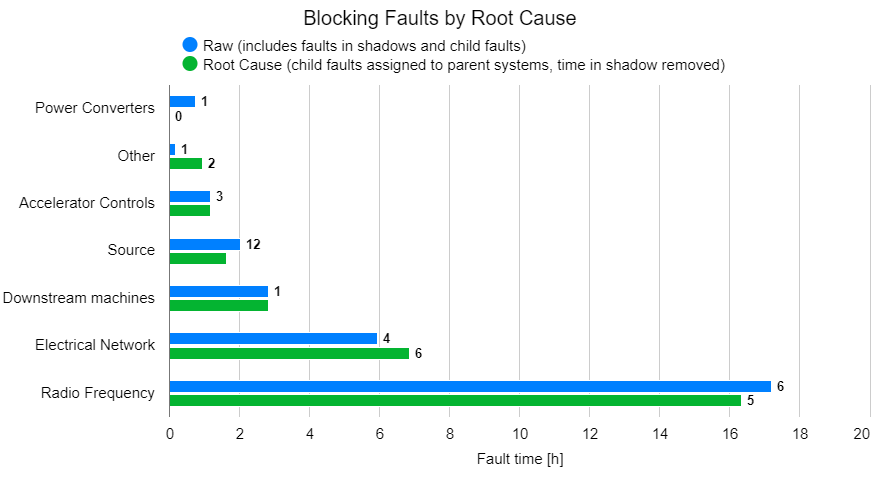 Blocking Faults by Root Cause
Raw (includes faults in shadows and child faults)
Root Cause (child faults assigned to parent systems, time in shadow removed)
Power Converters 1
0
Other 1
2
Accelerator Controls 3
Source 12
Downstream machines 1
Electrical Network 4
6
Radio Frequency 6
5
0 2 4 6 8 10 12 14 16 18 20
Fault time [h]